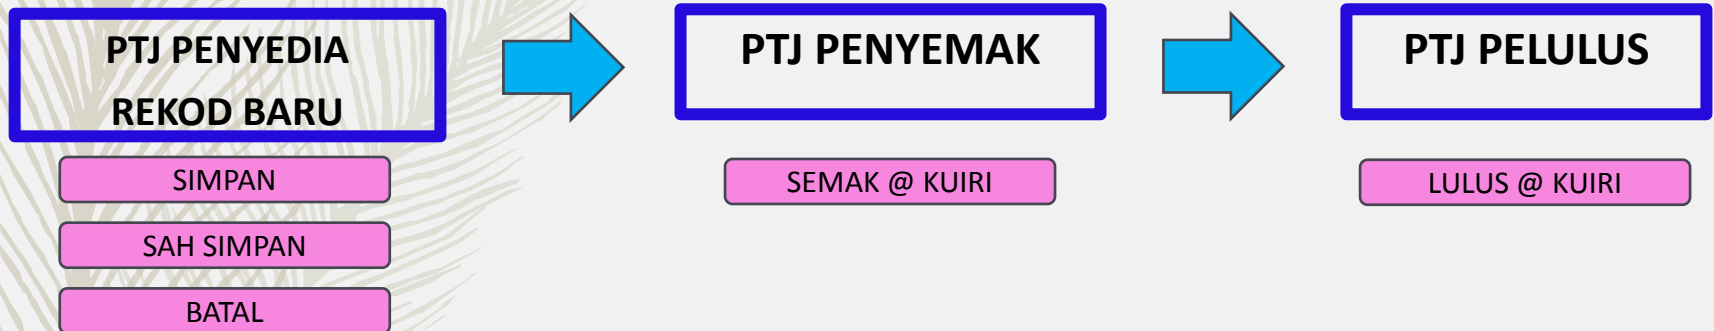 PTJ PENYEDIA
REKOD BARU
SIMPAN
SAH SIMPAN
BATAL
PTJ PENYEMAK
SEMAK @ KUIRI
PTJ PELULUS
LULUS @ KUIRI